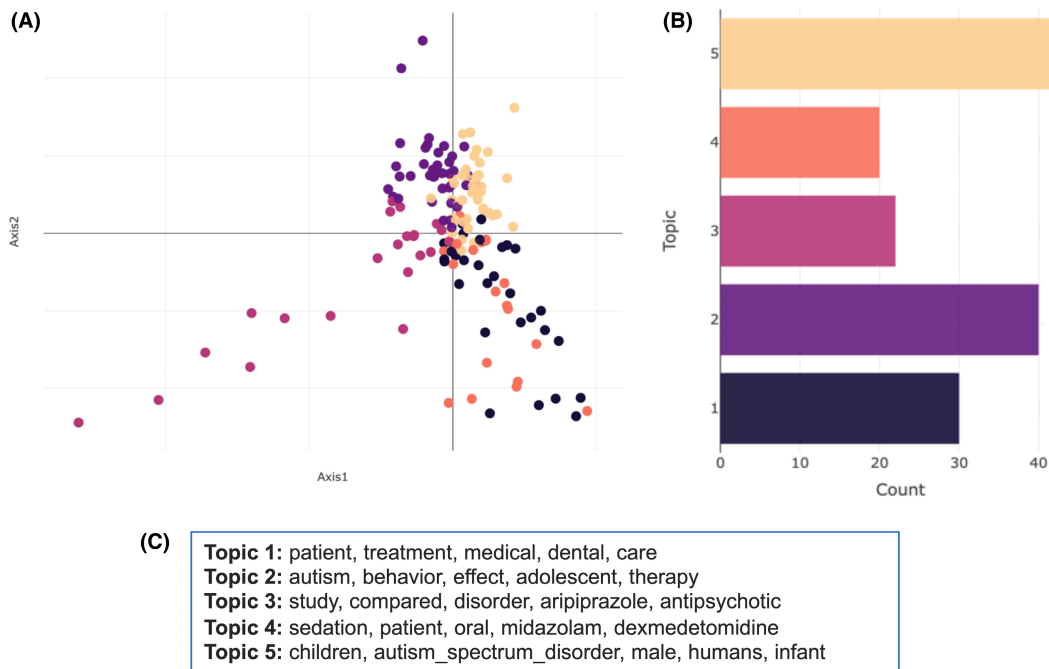 (A)
Axis2
Axis1
(B)
Topic
5
4
3
2
1
0 10 20 30 40
Count
(C)
Topic 1: patient, treatment, medical, dental, care
Topic 2: autism, behavior, effect, adolescent, therapy
Topic 3: study, compared, disorder, aripiprazole, antipsychotic
Topic 4: sedation, patient, oral, midazolam, dexmedetomidine
Topic 5: children, autism_spectrum_disorder, male, humans, infant